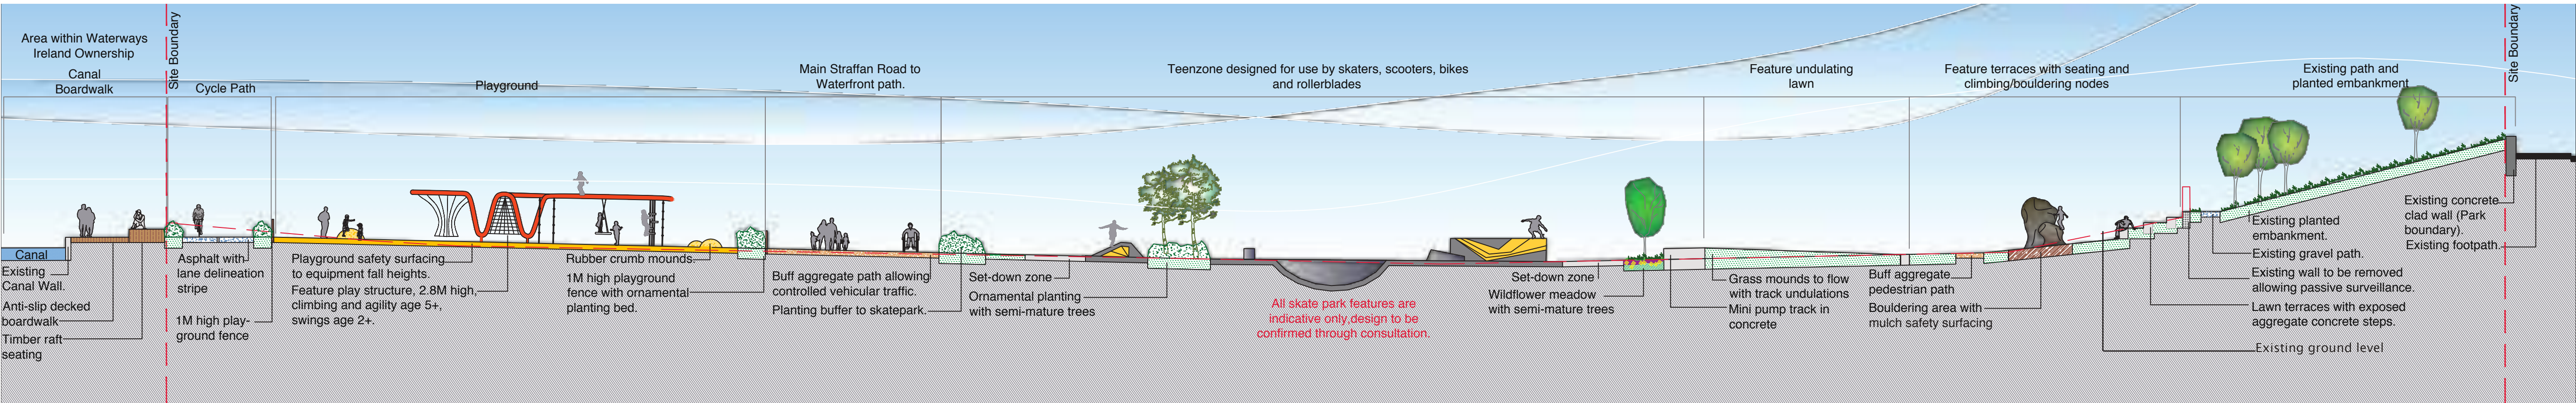 Area within Waterways
Ireland Ownership
Canal
Boardwalk
Site Boundary
Cycle Path
Playground
Main Straffan Road to
Waterfront path.
Teenzone designed for use by skaters, scooters, bikes
and rollerblades
Feature undulating
lawn
Feature terraces with seating and
climbing/bouldering nodes
Existing path and
planted embankment
Site Boundary
Canal
Existing
Canal Wall.
Anti-slip decked
boardwalk
Timber raft
seating
Asphalt with
lane delineation
stripe
1M high play-
ground fence
Playground safety surfacing
to equipment fall heights.
Feature play structure, 2.8M high,
climbing and agility age 5+,
swings age 2+.
Rubber crumb mounds.
1M high playground
fence with ornamental
planting bed.
Buff aggregate path allowing
controlled vehicular traffic.
Planting buffer to skatepark.
Set-down zone
Ornamental planting
with semi-mature trees
All skate park features are
indicative only,design to be
confirmed through consultation.
Set-down zone
Wildflower meadow
with semi-mature trees
Grass mounds to flow
with track undulations
Mini pump track in
concrete
Buff aggregate
pedestrian path
Bouldering area with
mulch safety surfacing
Existing planted
embankment.
Existing gravel path.
Existing wall to be removed
allowing passive surveillance.
Lawn terraces with exposed
aggregate concrete steps.
Existing ground level
Existing concrete
clad wall (Park
boundary).
Existing footpath.